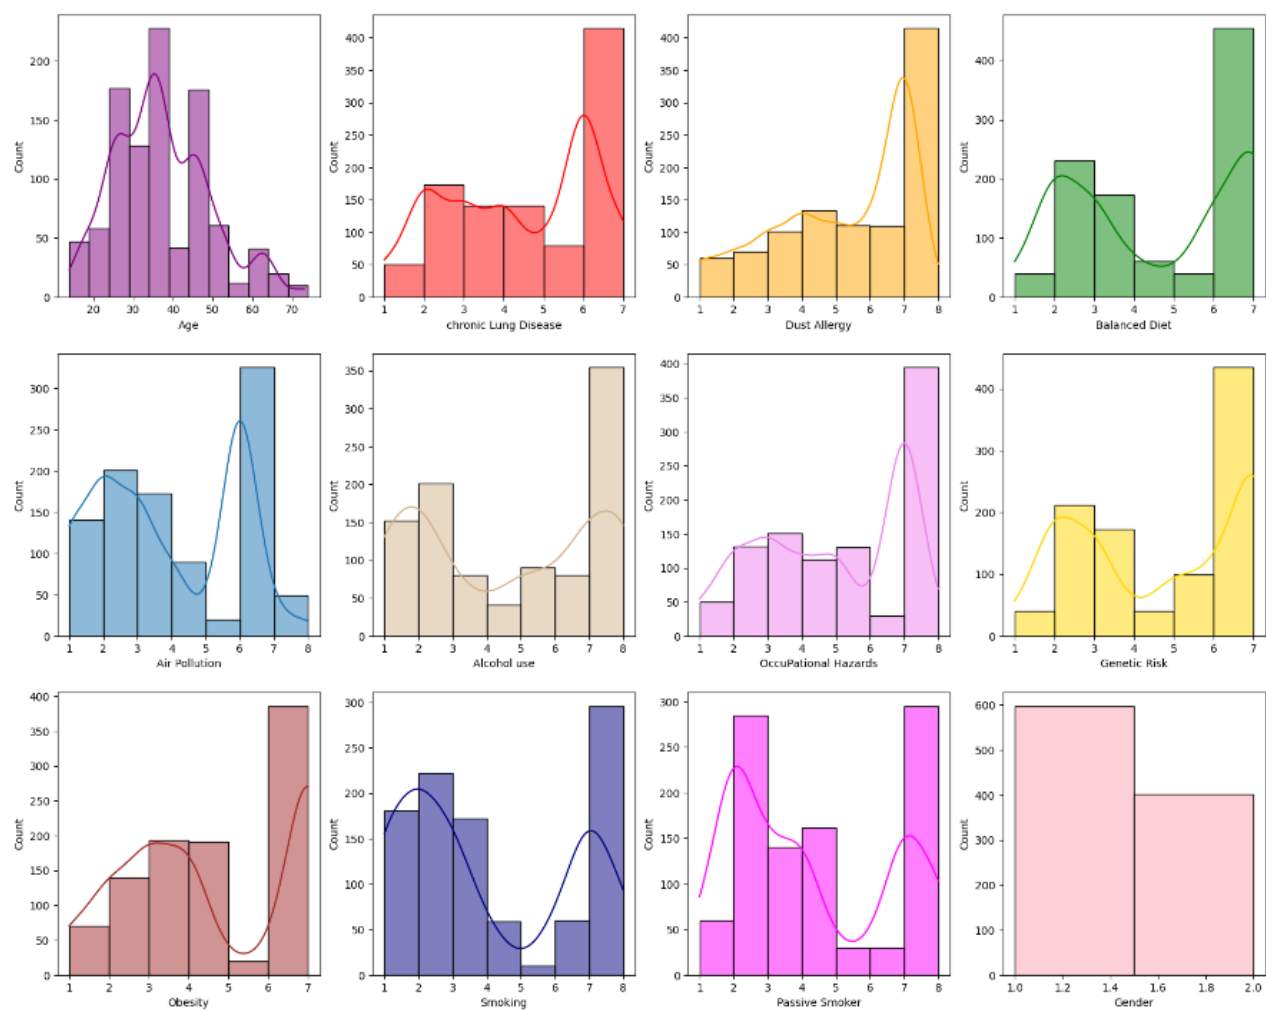 200
150
100
50
0
Count
20 30 40 50 60 70
Age
400
350
300
250
200
150
100
50
0
Count
1 2 3 4 5 6 7
chronic Lung Disease
400
350
300
250
200
150
100
50
0
Count
1 2 3 4 5 6 7 8
Dust Allergy
400
300
200
100
0
Count
1 2 3 4 5 6 7
Balanced Diet
300
250
200
150
100
50
0
Count
1 2 3 4 5 6 7 8
Air Pollution
350
300
250
200
150
100
50
0
Count
1 2 3 4 5 6 7 8
Alcohol use
400
350
300
250
200
150
100
50
0
Count
1 2 3 4 5 6 7 8
OccuPational Hazards
400
300
200
100
0
Count
1 2 3 4 5 6 7
Genetic Risk
400
350
300
250
200
150
100
50
0
Count
1 2 3 4 5 6 7
Obesity
300
250
200
150
100
50
0
Count
1 2 3 4 5 6 7 8
Smoking
300
250
200
150
100
50
0
Count
1 2 3 4 5 6 7 8
Passive Smoker
600
500
400
300
200
100
0
Count
1.0 1.2 1.4 1.6 1.8 2.0
Gender